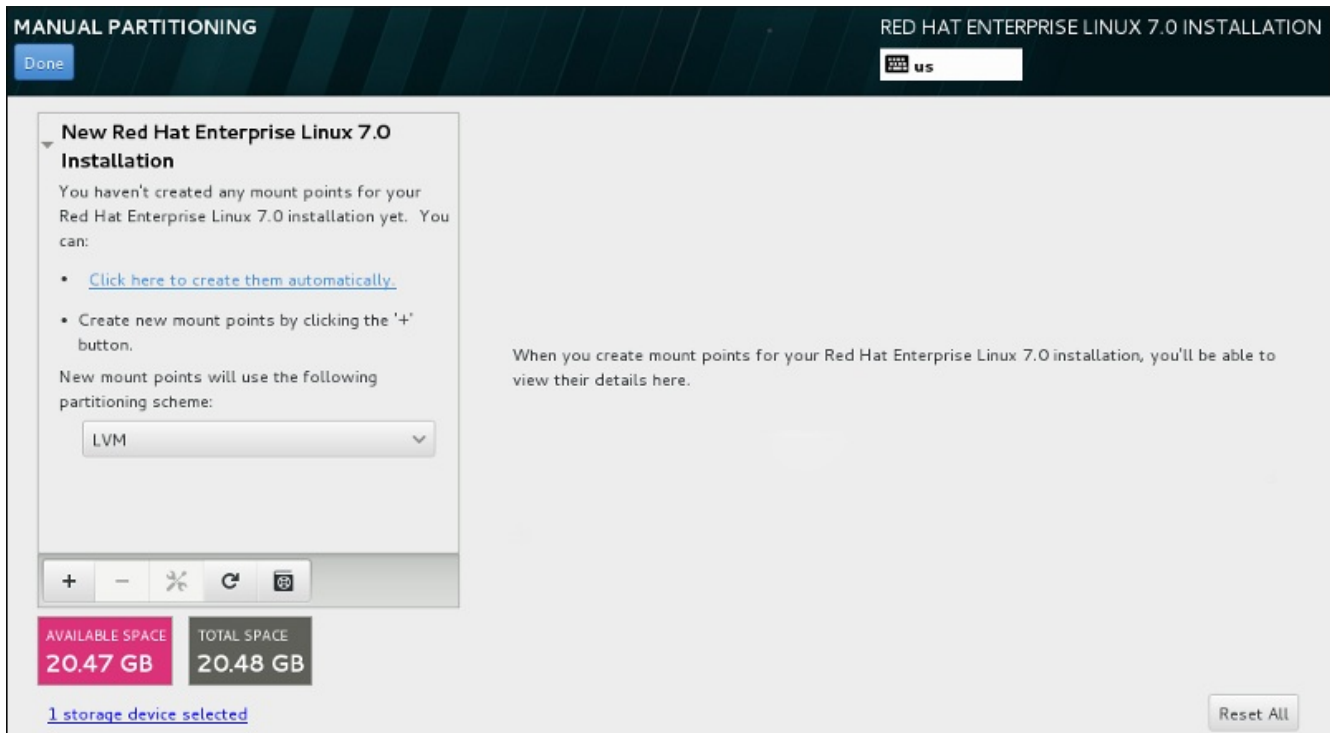 MANUAL PARTITIONING
Done
RED HAT ENTERPRISE LINUX 7.0 INSTALLATION
us
New Red Hat Enterprise Linux 7.0
Installation
You haven't created any mount points for your
Red Hat Enterprise Linux 7.0 installation yet. You
can:
• Click here to create them automatically.
• Create new mount points by clicking the '+'
button.
New mount points will use the following
partitioning scheme:
LVM
When you create mount points for your Red Hat Enterprise Linux 7.0 installation, you'll be able to
view their details here.
+ −
AVAILABLE SPACE
20.47 GB
TOTAL SPACE
20.48 GB
1 storage device selected
Reset All